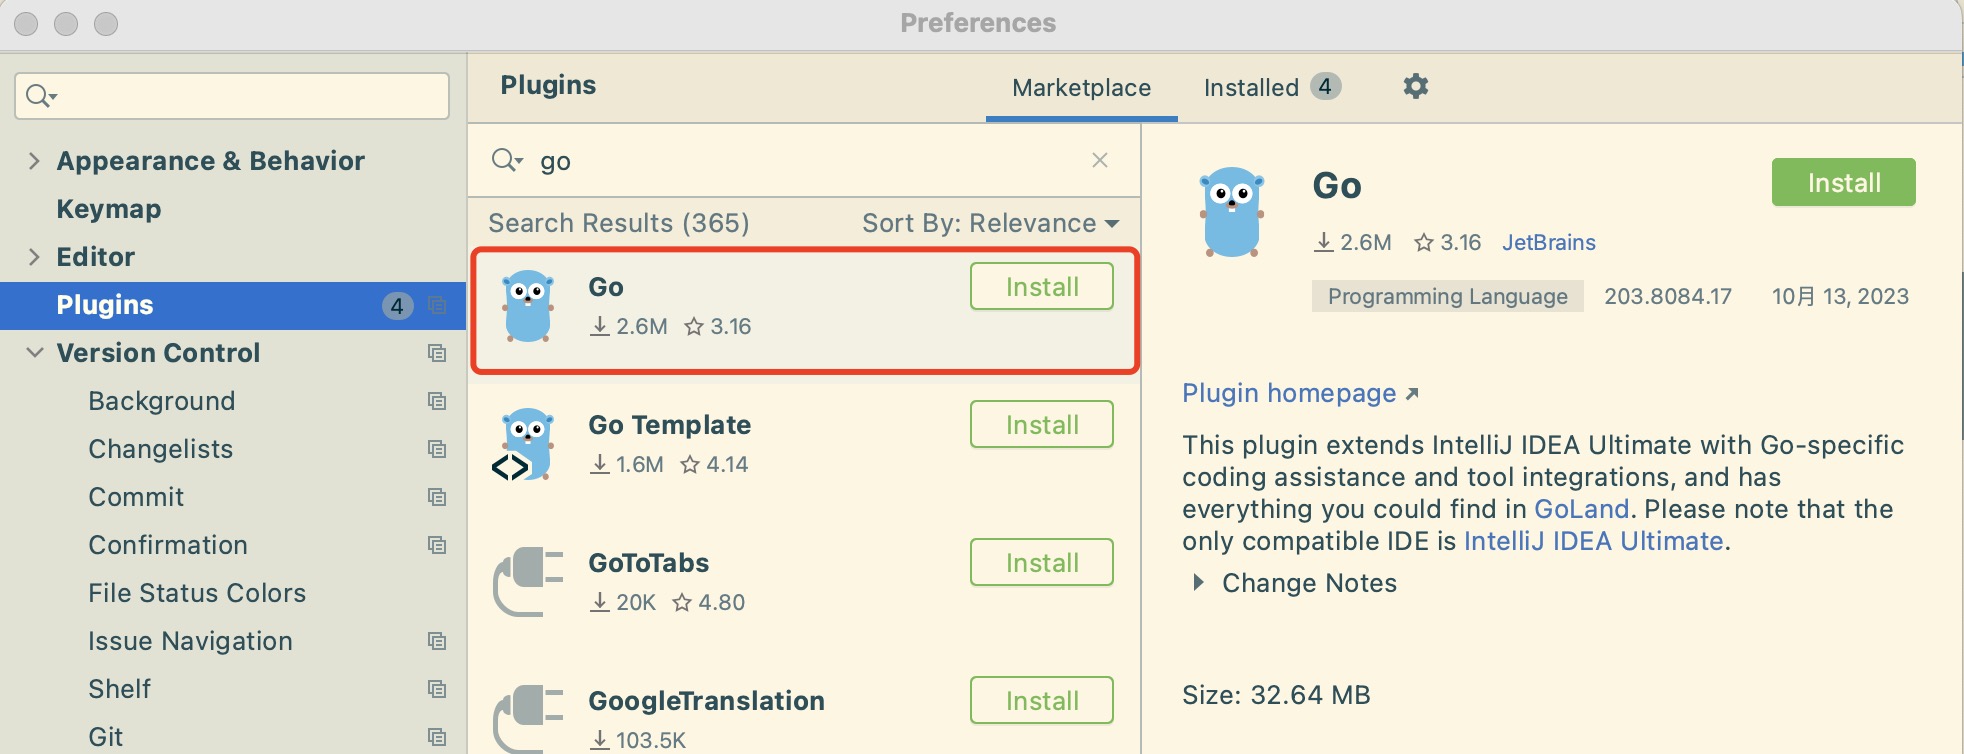 Preferences
Appearance & Behavior
Keymap
Editor
Plugins 4
Version Control
Background
Changelists
Commit
Confirmation
File Status Colors
Issue Navigation
Shelf
Git
Plugins
Marketplace
Installed 4
go
Search Results (365)
Sort By: Relevance
Go
2.6M 3.16
Install
Go Template
1.6M 4.14
Install
GoToTabs
20K 4.80
Install
GoogleTranslation
103.5K
Install
Go
Install
2.6M 3.16 JetBrains
Programming Language 203.8084.17 10月 13, 2023
Plugin homepage
This plugin extends IntelliJ IDEA Ultimate with Go-specific
coding assistance and tool integrations, and has
everything you could find in GoLand. Please note that the
only compatible IDE is IntelliJ IDEA Ultimate.
Change Notes
Size: 32.64 MB